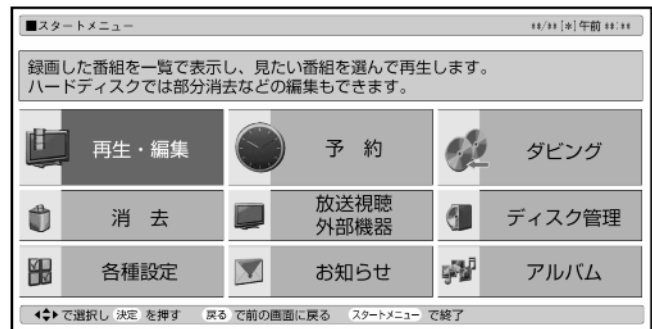 ■スタートメニュー
**/**[*]午前**:**
録画した番組を一覧で表示し、見たい番組を選んで再生します。
ハードディスクでは部分消去などの編集もできます。
再生・編集
予 約
ダビング
消 去
放送視聴
外部機器
ディスク管理
各種設定
お知らせ
アルバム
で選択し 決定 を押す 戻る で前の画面に戻る スタートメニュー で終了